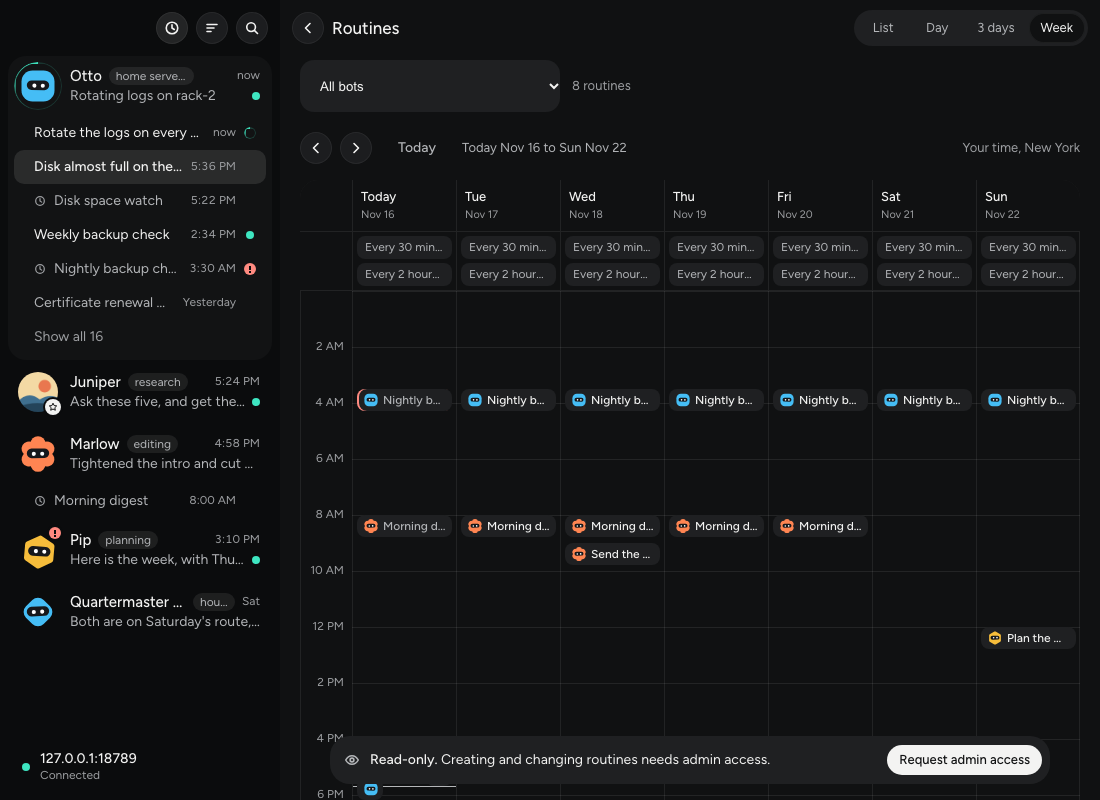 Routines
List
Day
3 days
Week
Otto
home serve...
now
Rotating logs on rack-2
Rotate the logs on every ...
now
Disk almost full on the...
5:36 PM
Disk space watch
5:22 PM
Weekly backup check
2:34 PM
Nightly backup ch...
3:30 AM
Certificate renewal ...
Yesterday
Show all 16
Juniper
research
5:24 PM
Ask these five, and get the...
Marlow
editing
4:58 PM
Tightened the intro and cut ...
Morning digest
8:00 AM
Pip
planning
3:10 PM
Here is the week, with Thu...
Quartermaster ...
hou...
Sat
Both are on Saturday's route,...
127.0.0.1:18789
Connected
All bots
8 routines
Today
Today Nov 16 to Sun Nov 22
Your time, New York
Today
Nov 16
Tue
Nov 17
Wed
Nov 18
Thu
Nov 19
Fri
Nov 20
Sat
Nov 21
Sun
Nov 22
Every 30 min...
Every 30 min...
Every 30 min...
Every 30 min...
Every 30 min...
Every 30 min...
Every 30 min...
Every 2 hour...
Every 2 hour...
Every 2 hour...
Every 2 hour...
Every 2 hour...
Every 2 hour...
Every 2 hour...
2 AM
4 AM
Nightly b...
Nightly b...
Nightly b...
Nightly b...
Nightly b...
Nightly b...
Nightly b...
6 AM
8 AM
Morning d...
Morning d...
Morning d...
Morning d...
Morning d...
Send the ...
10 AM
12 PM
Plan the ...
2 PM
4 PM
Read-only. Creating and changing routines needs admin access.
Request admin access
6 PM